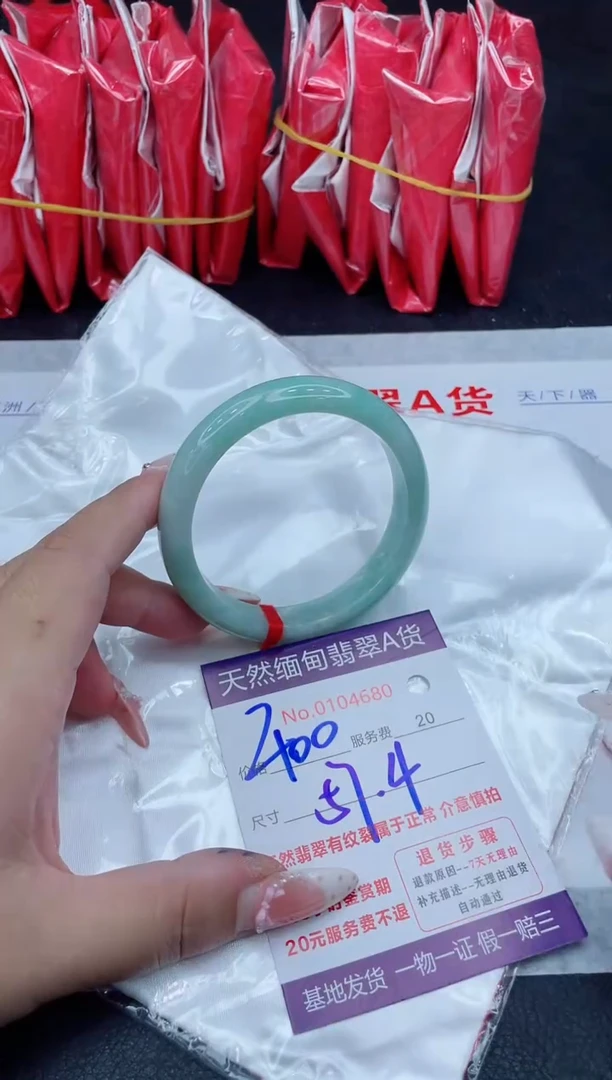 翠A货
天/下/器
洲/
天然缅甸翡翠A货
No.0104680
2400 服务费 20
尺寸 57.4
然翡翠有纹裂属于正常 介意慎拍
退货步骤
退款原因--7天无理由
补充描述--无理由退货
自动通过
鉴赏期
20元服务费不退
基地发货 一物一证 假一赔三